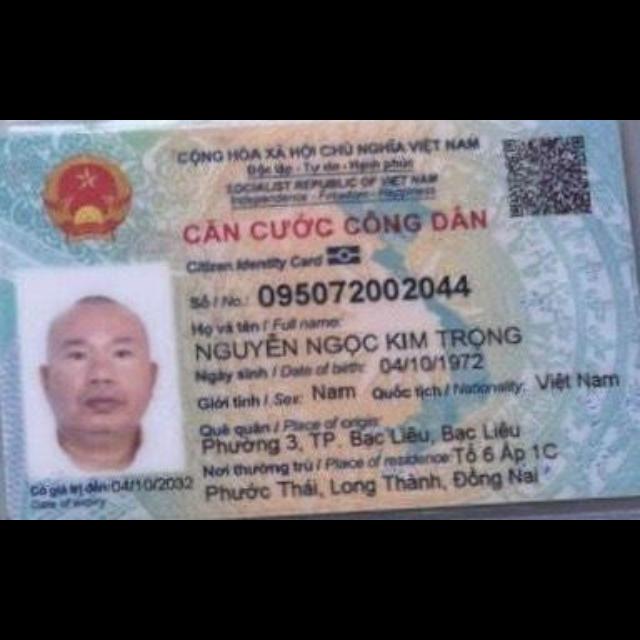 CỘNG HÒA XÃ HỘI CHỦ NGHĨA VIỆT NAM
Độc lập - Tự do - Hạnh phúc
SOCIALIST REPUBLIC OF VIET NAM
Independence - Freedom - Happiness
CĂN CƯỚC CÔNG DÂN
Citizen Identity Card
Số / No.: 095072002044
Họ và tên / Full name:
NGUYỄN NGỌC KIM TRỌNG
Ngày sinh / Date of birth: 04/10/1972
Giới tính / Sex: Nam Quốc tịch / Nationality: Việt Nam
Quê quán / Place of origin:
Phường 3, TP. Bạc Liêu, Bạc Liêu
Nơi thường trú / Place of residence: Tổ 6 Ấp 1C
Phước Thái, Long Thành, Đồng Nai
Có giá trị đến: 04/10/2032
Date of expiry